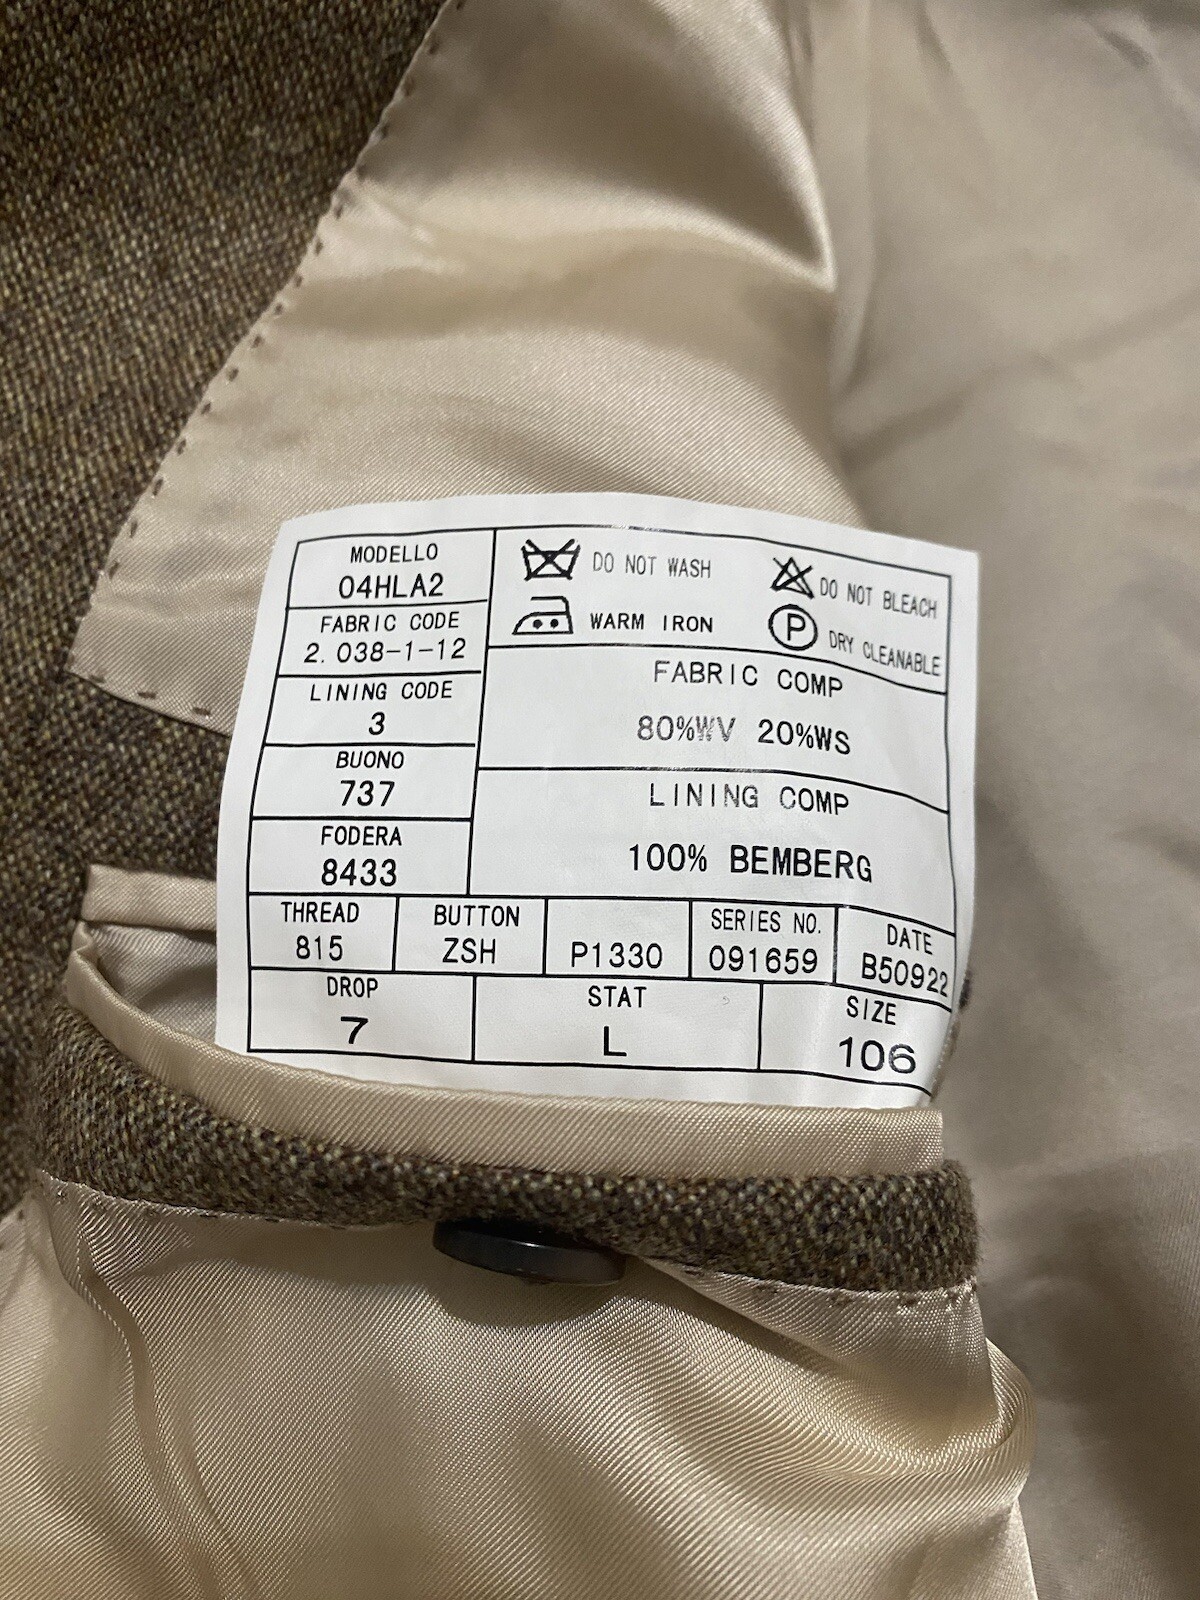 MODELLO
04HLA2
FABRIC CODE
2. 038-1-12
LINING CODE
3
BUONO
737
FODERA
8433
DO NOT WASH
DO NOT BLEACH
WARM IRON
P DRY CLEANABLE
FABRIC COMP
80%WV 20%WS
LINING COMP
100% BEMBERG
THREAD
815
BUTTON
ZSH
P1330
SERIES NO.
091659
DATE
B50922
DROP
7
STAT
L
SIZE
106